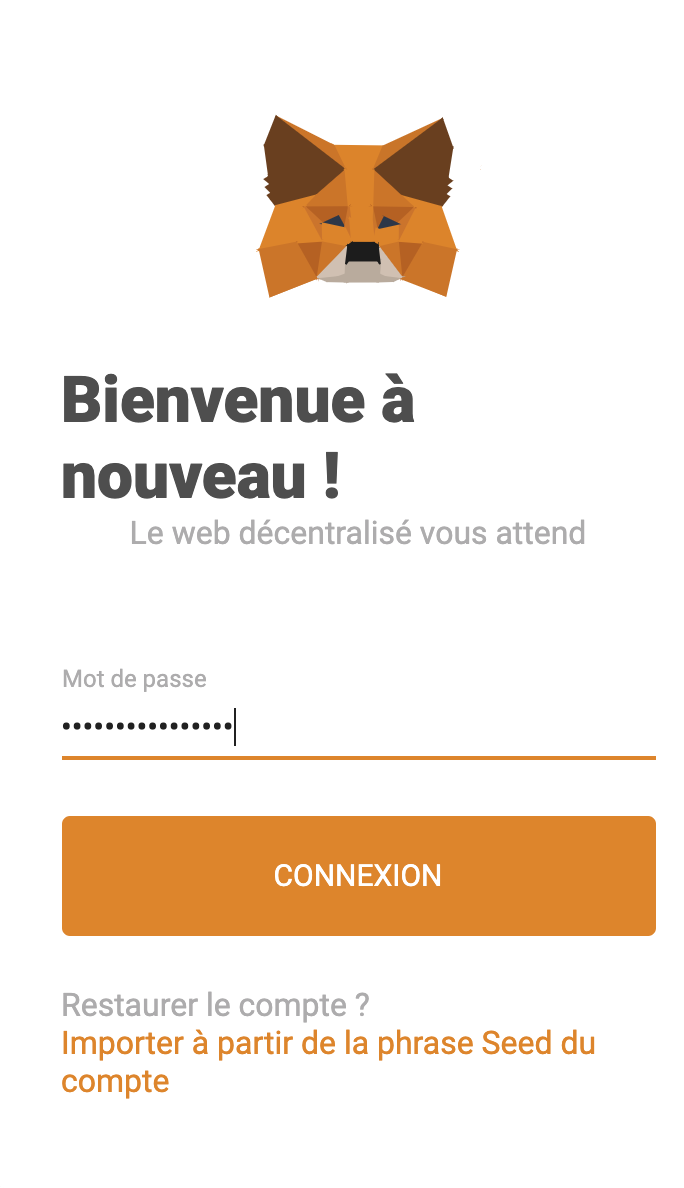 Bienvenue à
nouveau !
Le web décentralisé vous attend
Mot de passe
••••••••••••••••
CONNEXION
Restaurer le compte ?
Importer à partir de la phrase Seed du
compte